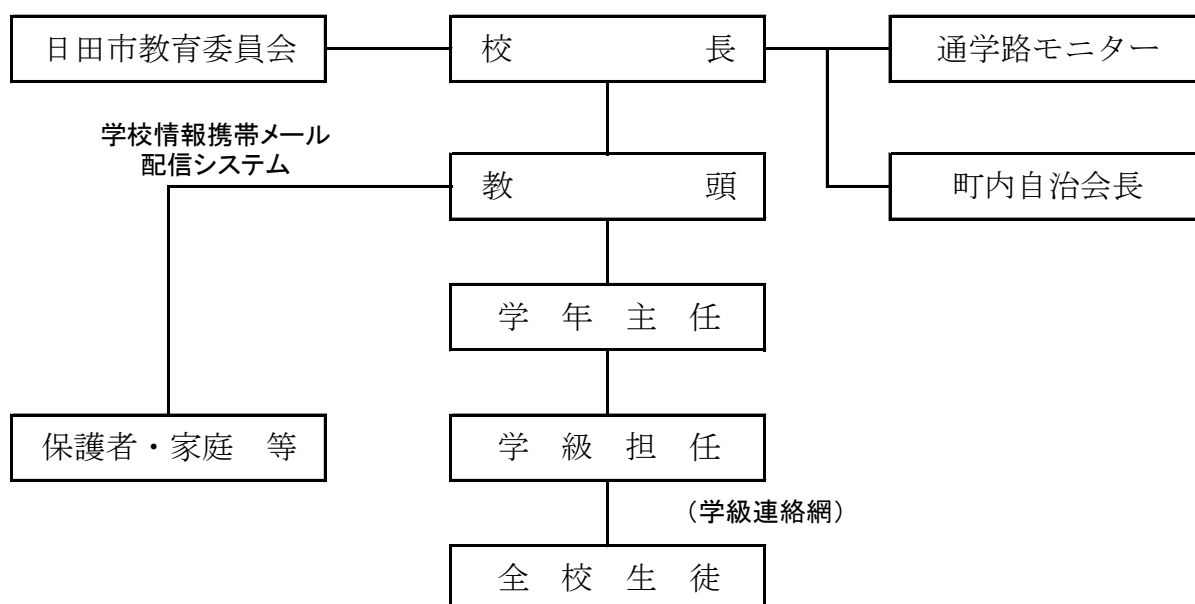 日田市教育委員会
校　　　長
通学路モニター
学校情報携帯メール
配信システム
教　　　頭
町内自治会長
学　年　主　任
保護者・家庭　等
学　級　担　任
（学級連絡網）
全　校　生　徒